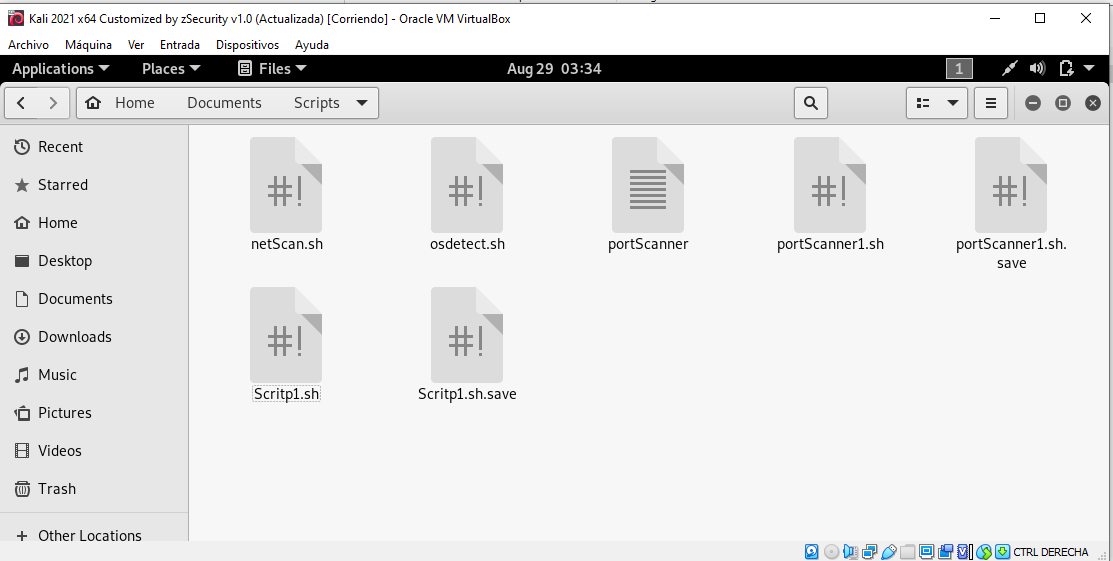 Kali 2021 x64 Customized by zSecurity v1.0 (Actualizada) [Corriendo] - Oracle VM VirtualBox
Archivo Máquina Ver Entrada Dispositivos Ayuda
Applications Places Files Aug 29 03:34 1
Home Documents Scripts
Recent
Starred
Home
Desktop
Documents
Downloads
Music
Pictures
Videos
Trash
+ Other Locations
#! #! #! #!
netScan.sh osdetect.sh portScanner portScanner1.sh portScanner1.sh.
save
#! #!
Scritp1.sh Scritp1.sh.save
CTRL DERECHA